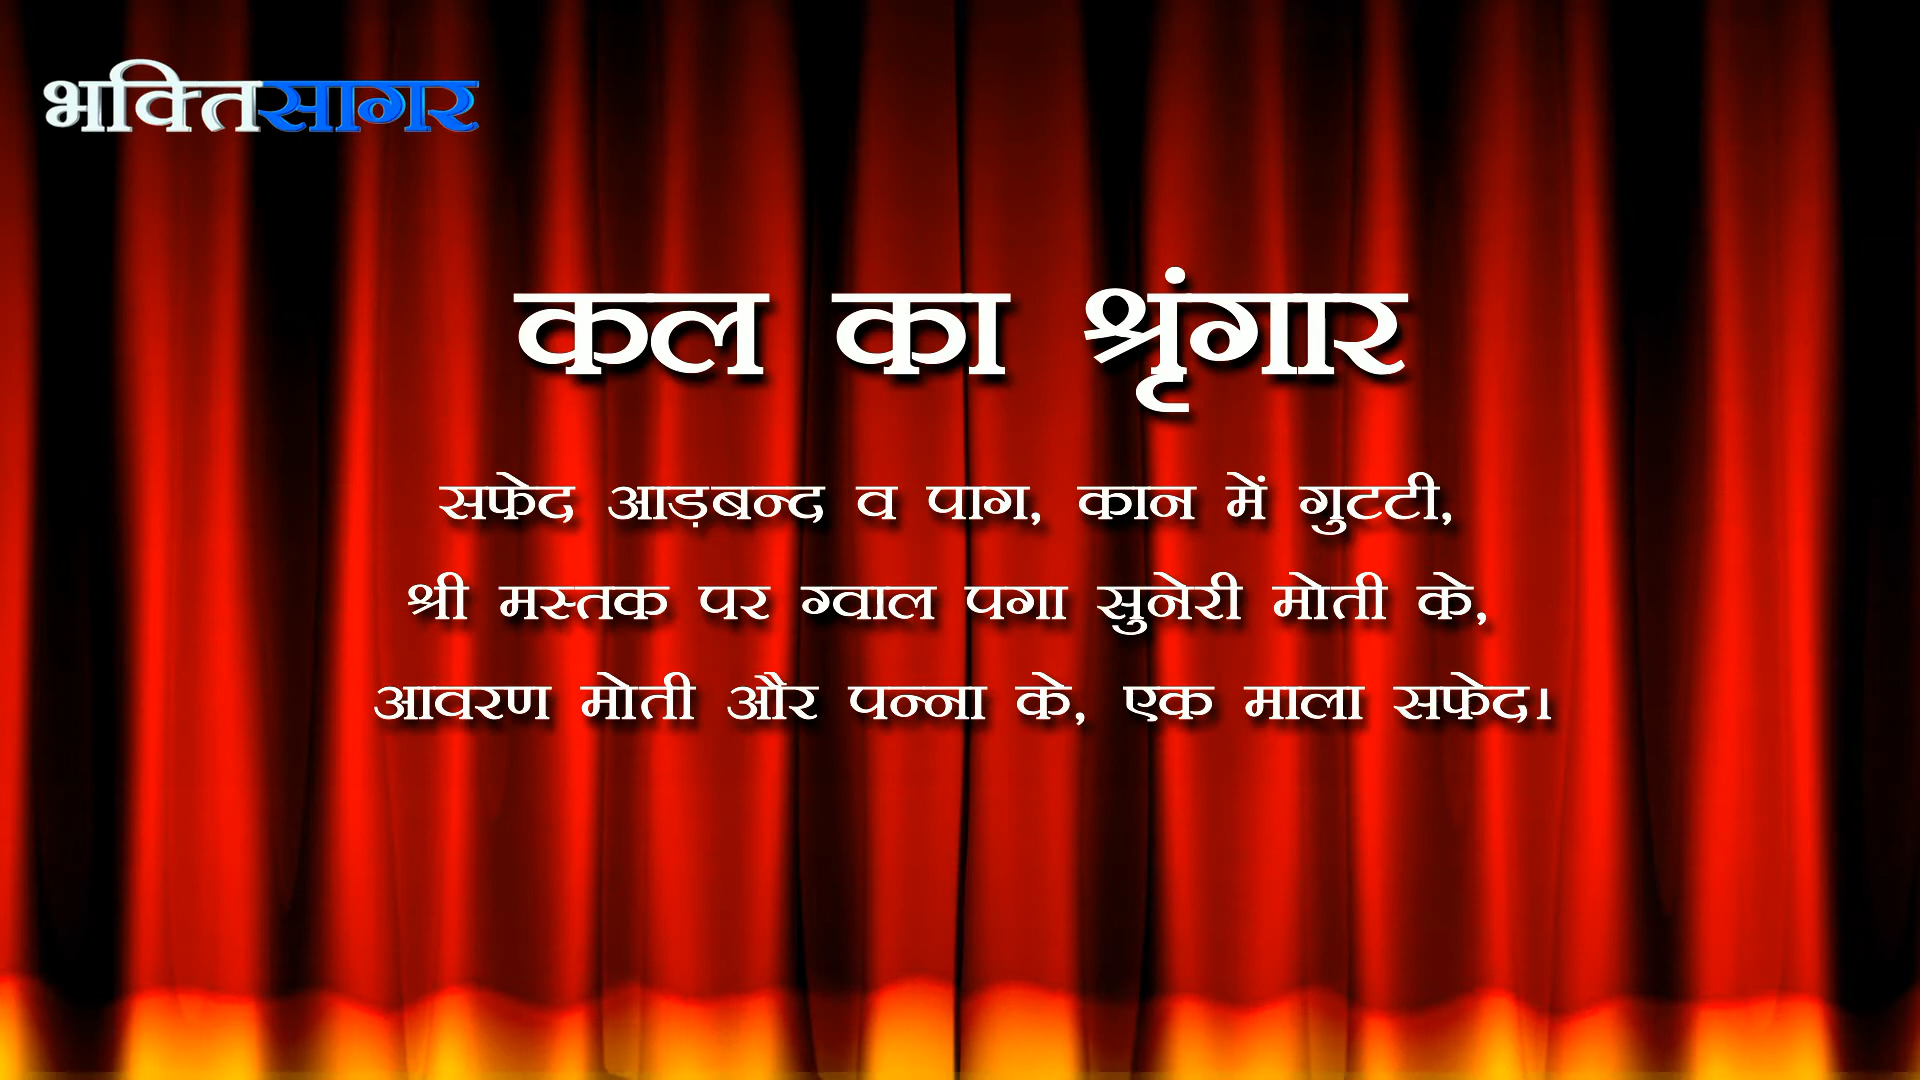 भक्तिसागर
कल का श्रृंगार
सफेद आड़बन्द व पाग, कान में गुटटी,
श्री मस्तक पर ग्वाल पगा सुनेरी मोती के,
आवरण मोती और पन्ना के, एक माला सफेद।